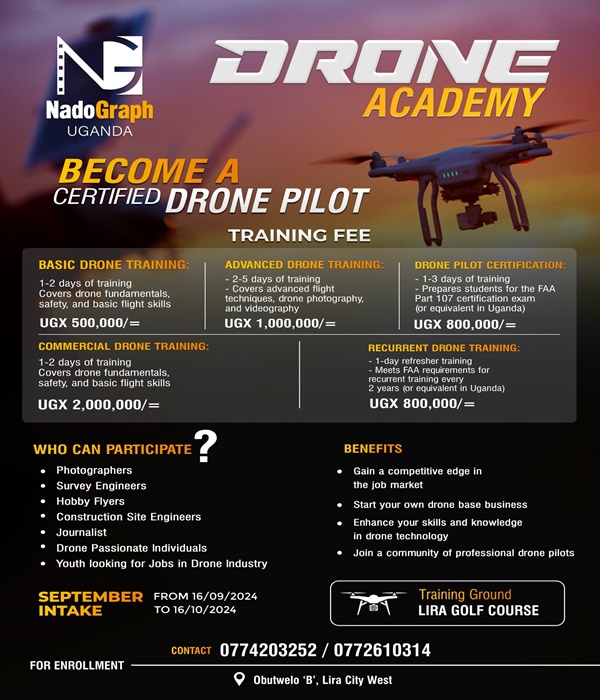 NG
NadoGraph
UGANDA
DRONE
ACADEMY
BECOME A
CERTIFIED DRONE PILOT
TRAINING FEE
BASIC DRONE TRAINING:
1-2 days of training
Covers drone fundamentals,
safety, and basic flight skills
UGX 500,000/=
ADVANCED DRONE TRAINING:
- 2-5 days of training
- Covers advanced flight
techniques, drone photography,
and videography
UGX 1,000,000/=
DRONE PILOT CERTIFICATION:
- 1-3 days of training
- Prepares students for the FAA
Part 107 certification exam
(or equivalent in Uganda)
UGX 800,000/=
COMMERCIAL DRONE TRAINING:
1-2 days of training
Covers drone fundamentals,
safety, and basic flight skills
UGX 2,000,000/=
RECURRENT DRONE TRAINING:
- 1-day refresher training
- Meets FAA requirements for
recurrent training every
2 years (or equivalent in Uganda)
UGX 800,000/=
WHO CAN PARTICIPATE ?
• Photographers
• Survey Engineers
• Hobby Flyers
• Construction Site Engineers
• Journalist
• Drone Passionate Individuals
• Youth looking for Jobs in Drone Industry
BENEFITS
• Gain a competitive edge in
the job market
• Start your own drone base business
• Enhance your skills and knowledge
in drone technology
• Join a community of professional drone pilots
SEPTEMBER
INTAKE
FROM 16/09/2024
TO 16/10/2024
Training Ground
LIRA GOLF COURSE
CONTACT 0774203252 / 0772610314
FOR ENROLLMENT
Obutwelo ‘B’, Lira City West